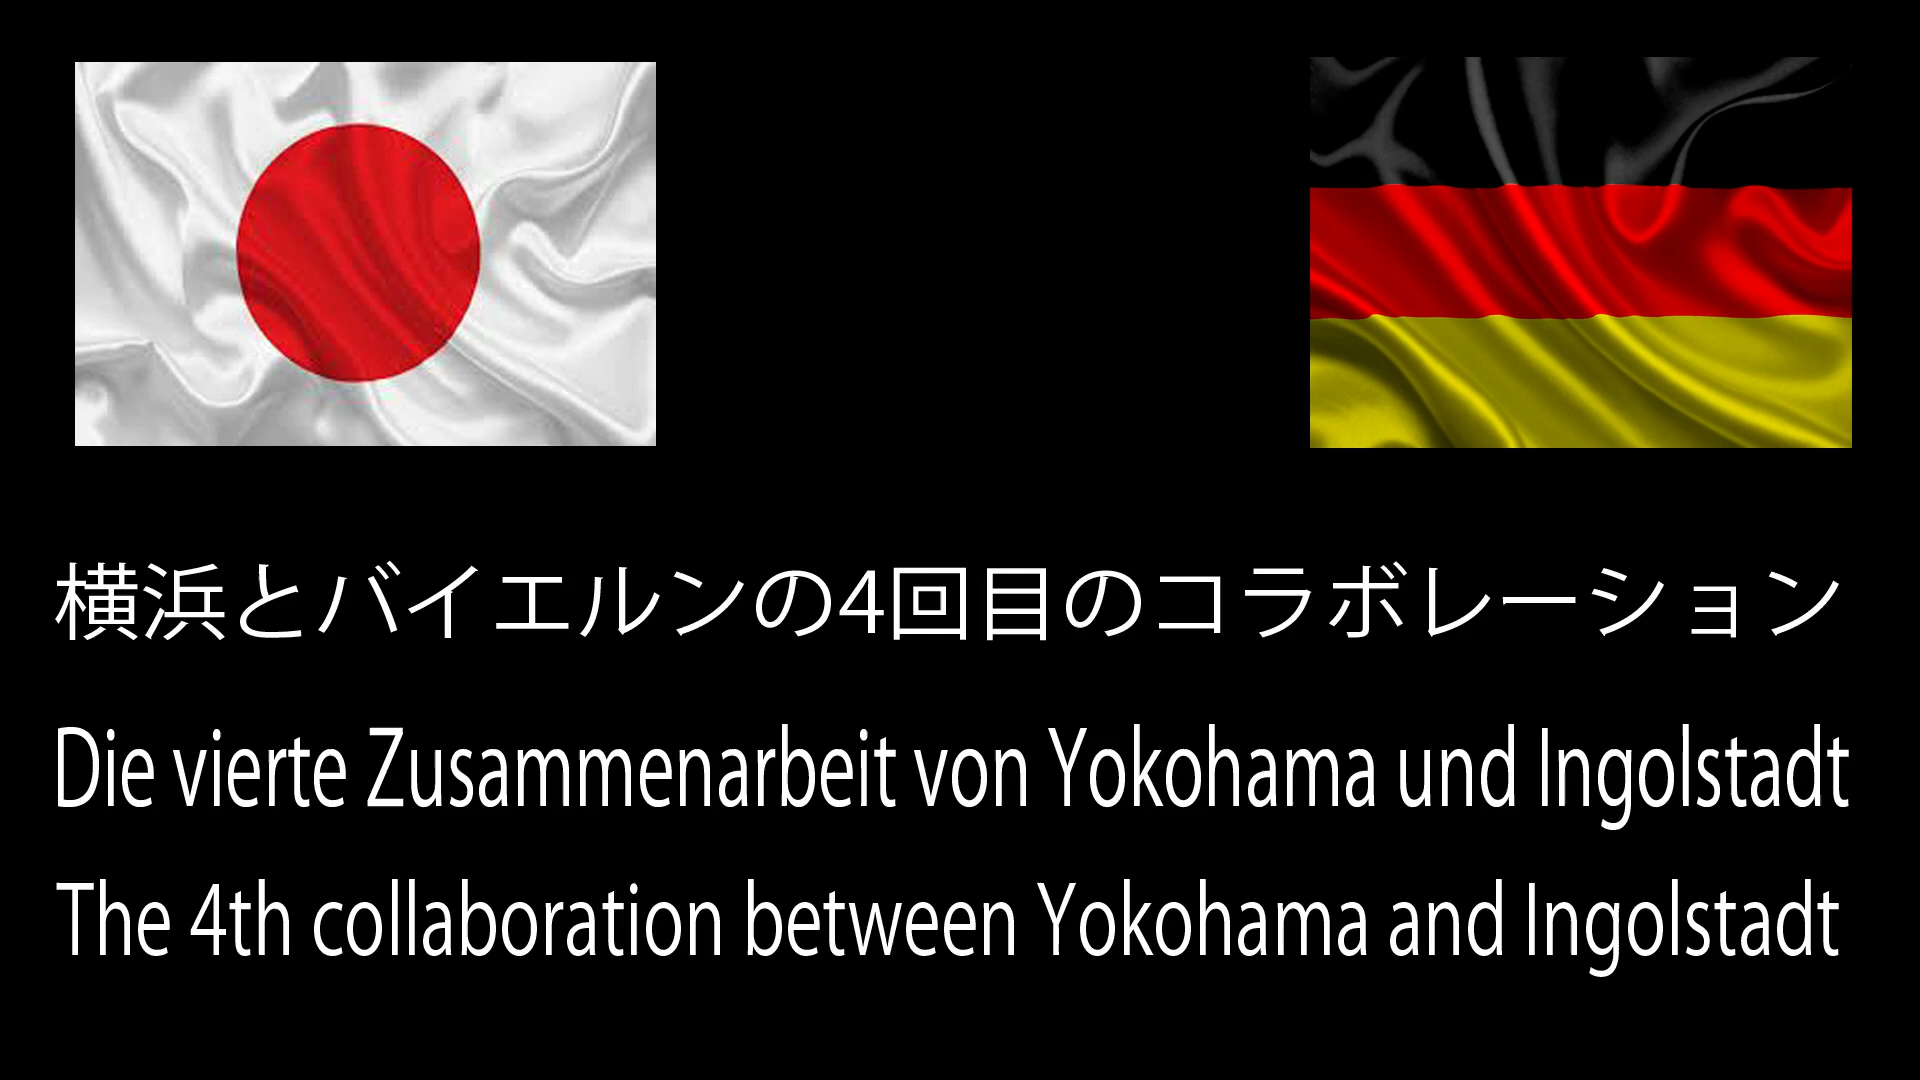 横浜とバイエルンの4回目のコラボレーション
Die vierte Zusammenarbeit von Yokohama und Ingolstadt
The 4th collaboration between Yokohama and Ingolstadt